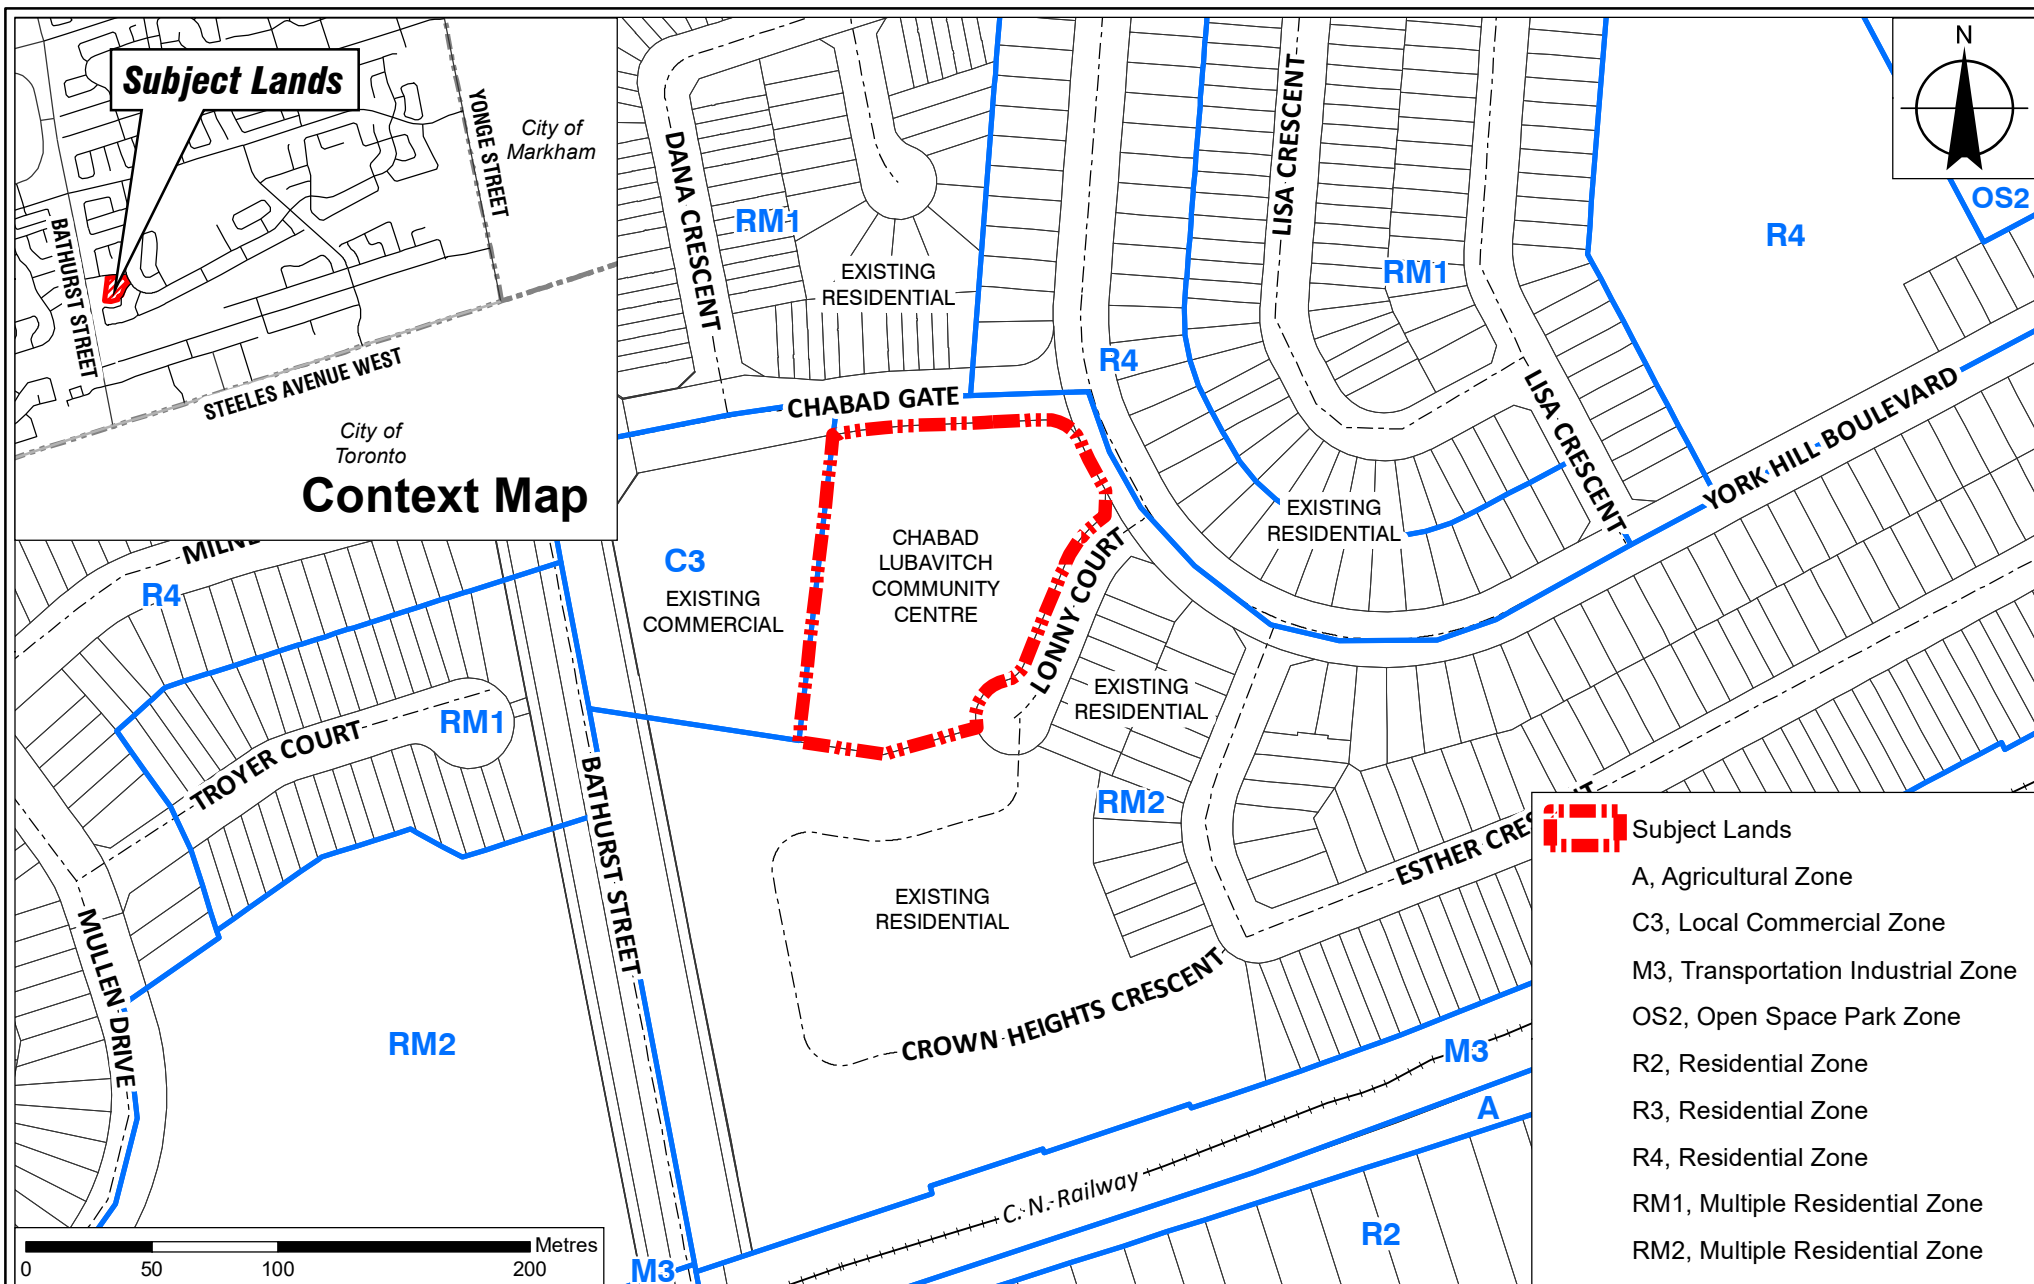 Subject Lands
YONGE STREET
City of
Markham
BATHURST STREET
STEELES AVENUE WEST
City of
Toronto
Context Map
N
DANA CRESCENT
RM1
EXISTING
RESIDENTIAL
LISA CRESCENT
RM1
R4
OS2
R4
CHABAD GATE
LISA CRESCENT
YORK HILL BOULEVARD
EXISTING
RESIDENTIAL
CHABAD
LUBAVITCH
COMMUNITY
CENTRE
LONNY COURT
C3
EXISTING
COMMERCIAL
R4
TROYER COURT
RM1
BATHURST STREET
EXISTING
RESIDENTIAL
RM2
MULLEN DRIVE
RM2
EXISTING
RESIDENTIAL
CROWN HEIGHTS CRESCENT
M3
A
C. N. Railway
R2
M3
Metres
0 50 100 200
Subject Lands
A, Agricultural Zone
C3, Local Commercial Zone
M3, Transportation Industrial Zone
OS2, Open Space Park Zone
R2, Residential Zone
R3, Residential Zone
R4, Residential Zone
RM1, Multiple Residential Zone
RM2, Multiple Residential Zone
ESTHER